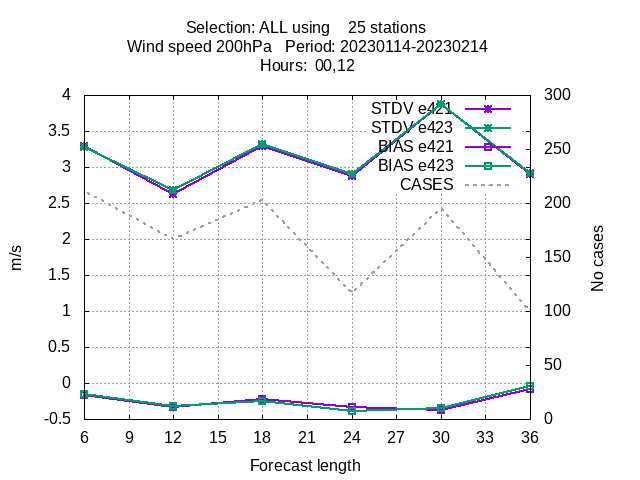 Selection: ALL using    25 stations
Wind speed 200hPa   Period: 20230114-20230214
Hours:  00,12
4
3.5
3
2.5
2
1.5
1
0.5
0
-0.5
300
250
200
150
100
50
0
STDV e421
STDV e423
BIAS e421
BIAS e423
CASES
m/s
No cases
6 9 12 15 18 21 24 27 30 33 36
Forecast length